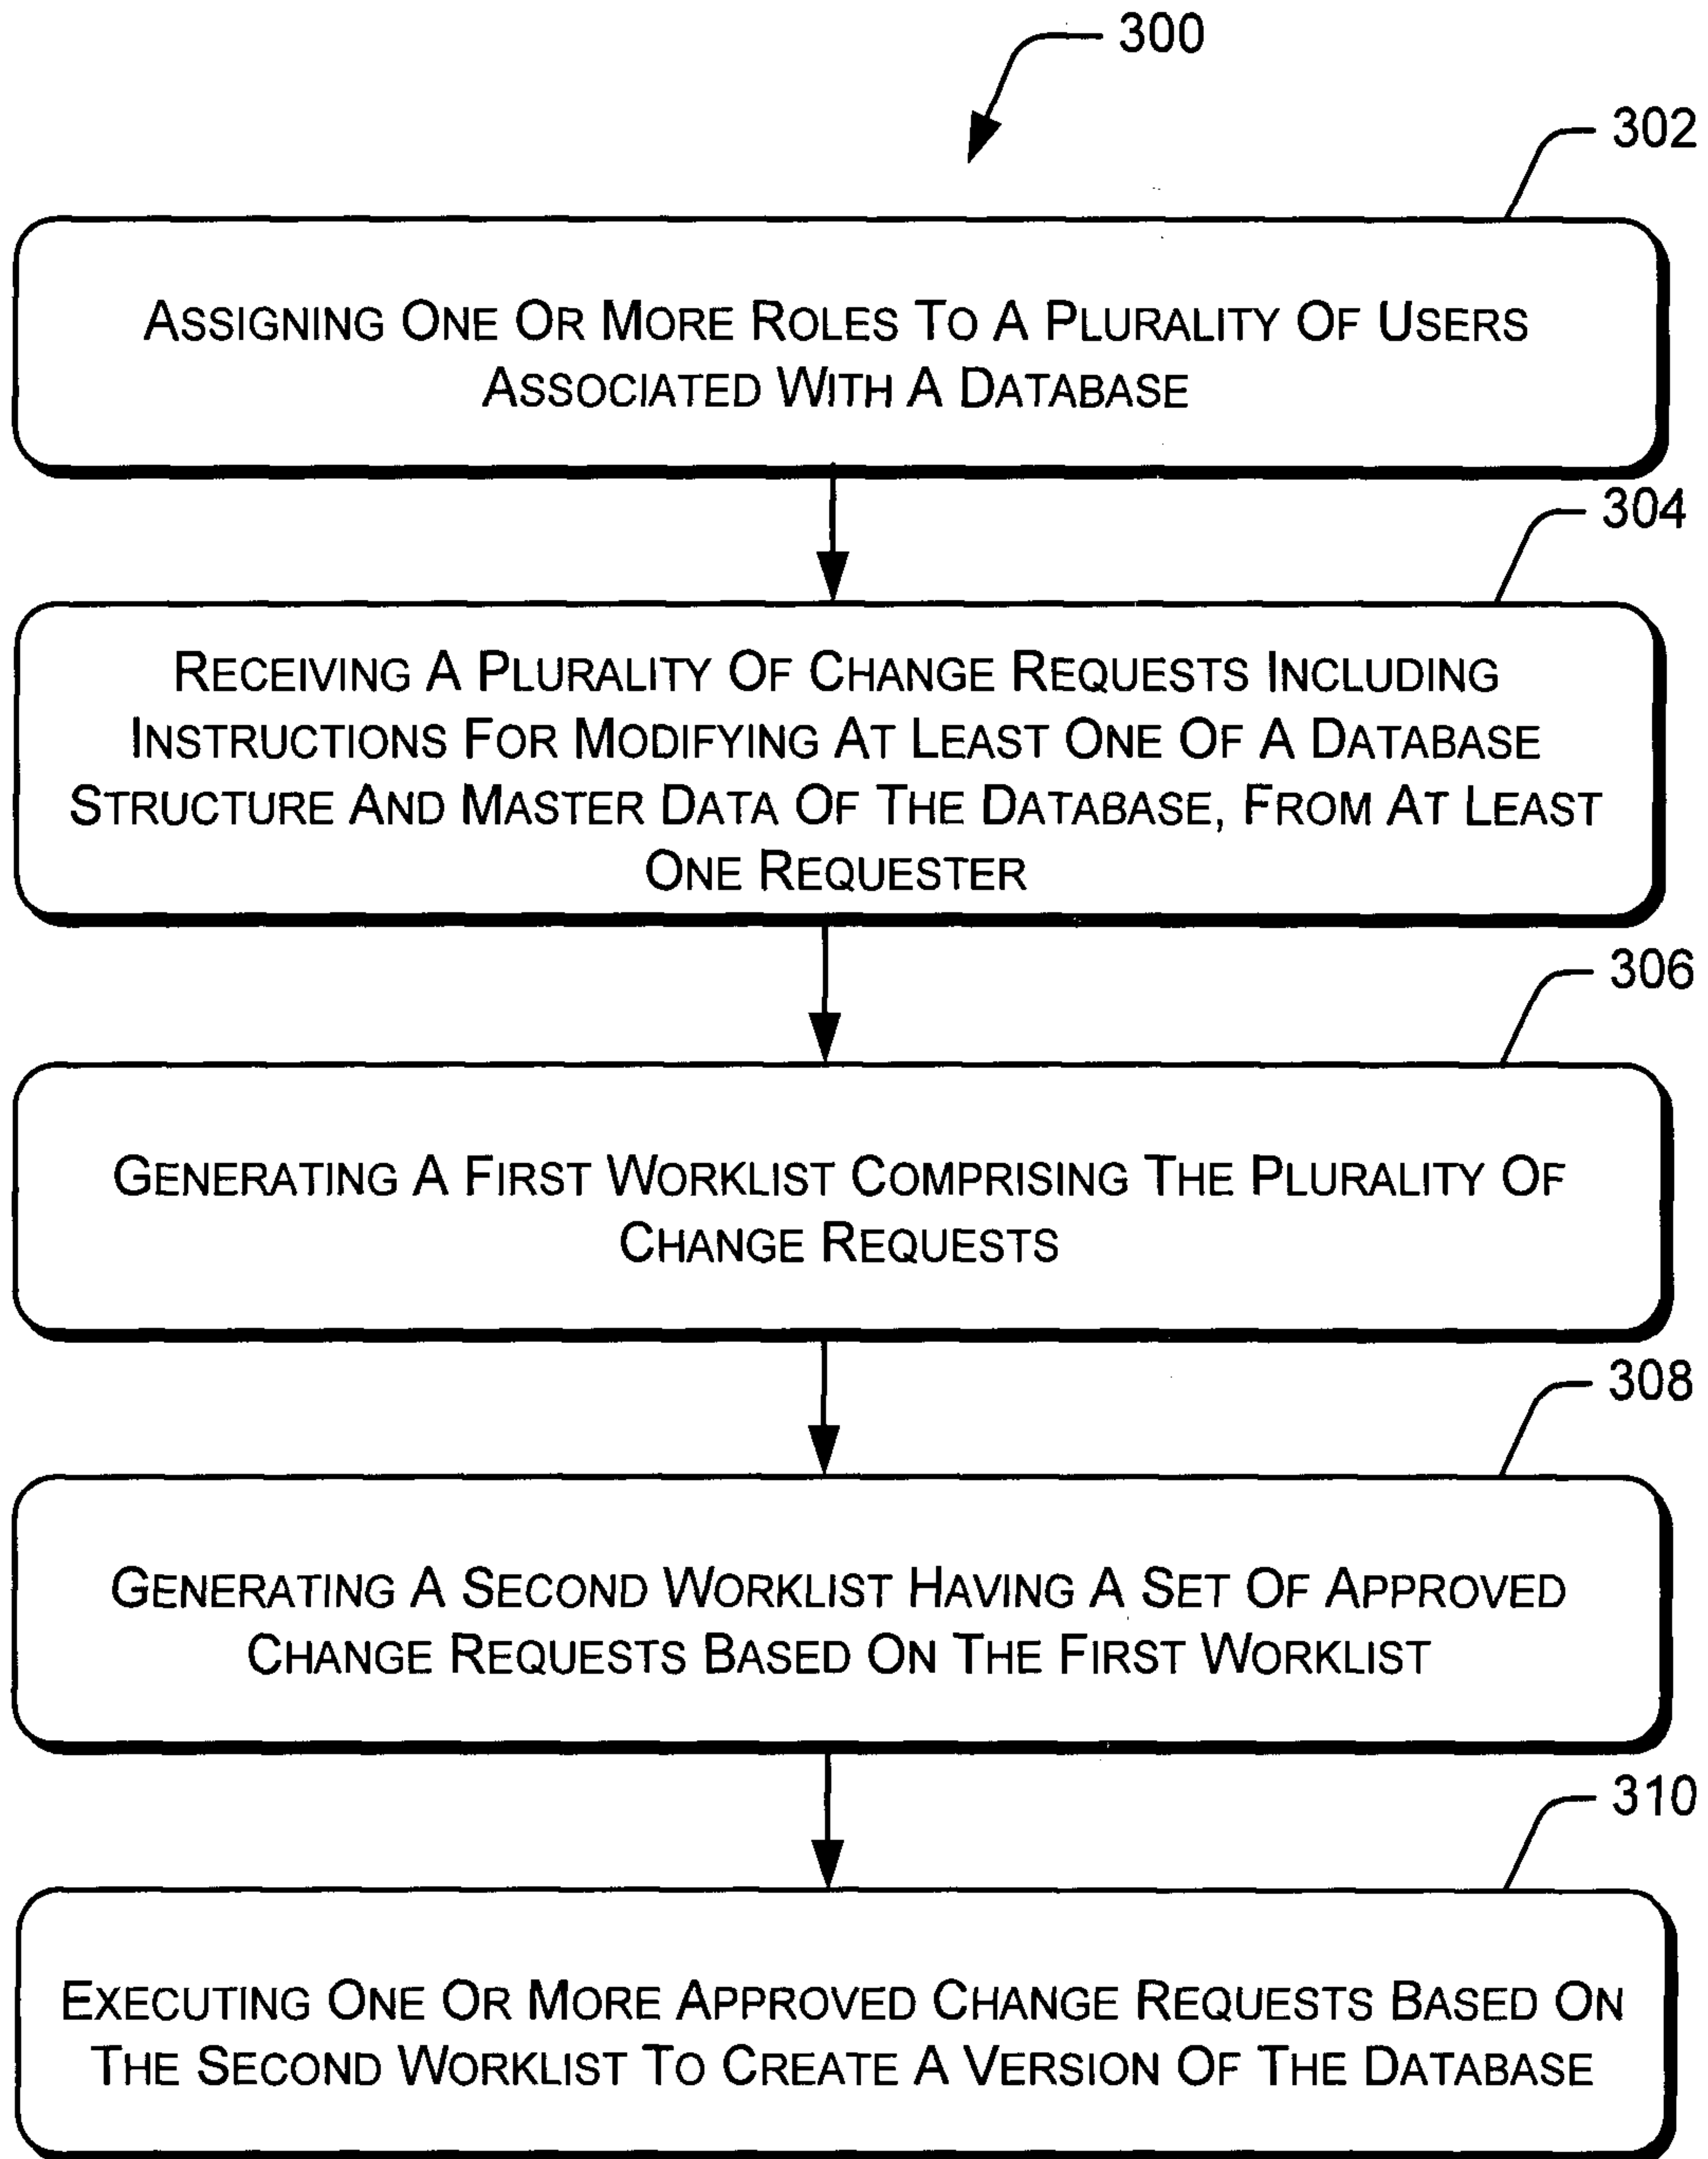 300
302
ASSIGNING ONE OR MORE ROLES TO A PLURALITY OF USERS
ASSOCIATED WITH A DATABASE
304
RECEIVING A PLURALITY OF CHANGE REQUESTS INCLUDING
INSTRUCTIONS FOR MODIFYING AT LEAST ONE OF A DATABASE
STRUCTURE AND MASTER DATA OF THE DATABASE, FROM AT LEAST
ONE REQUESTER
306
GENERATING A FIRST WORKLIST COMPRISING THE PLURALITY OF
CHANGE REQUESTS
308
GENERATING A SECOND WORKLIST HAVING A SET OF APPROVED
CHANGE REQUESTS BASED ON THE FIRST WORKLIST
310
EXECUTING ONE OR MORE APPROVED CHANGE REQUESTS BASED ON
THE SECOND WORKLIST TO CREATE A VERSION OF THE DATABASE